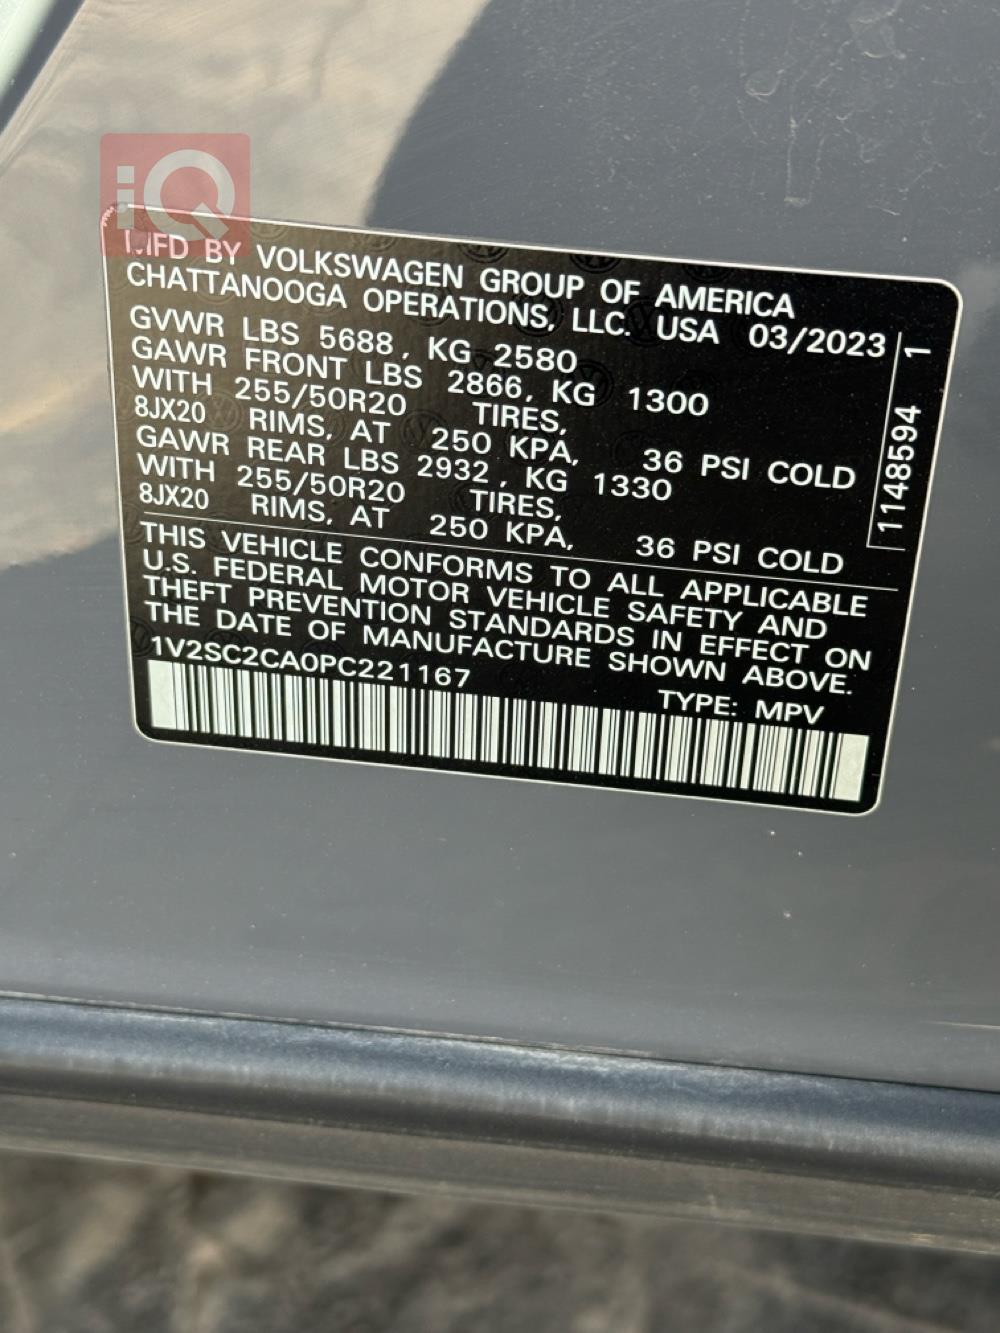 iQ
MFD BY VOLKSWAGEN GROUP OF AMERICA
CHATTANOOGA OPERATIONS, LLC. USA 03/2023
GVWR LBS 5688, KG 2580
GAWR FRONT LBS 2866, KG 1300
WITH 255/50R20 TIRES,
8JX20 RIMS, AT 250 KPA, 36 PSI COLD
GAWR REAR LBS 2932, KG 1330
WITH 255/50R20 TIRES,
8JX20 RIMS, AT 250 KPA, 36 PSI COLD
1148594 1
THIS VEHICLE CONFORMS TO ALL APPLICABLE
U.S. FEDERAL MOTOR VEHICLE SAFETY AND
THEFT PREVENTION STANDARDS IN EFFECT ON
THE DATE OF MANUFACTURE SHOWN ABOVE.
1V2SC2CA0PC221167
TYPE: MPV